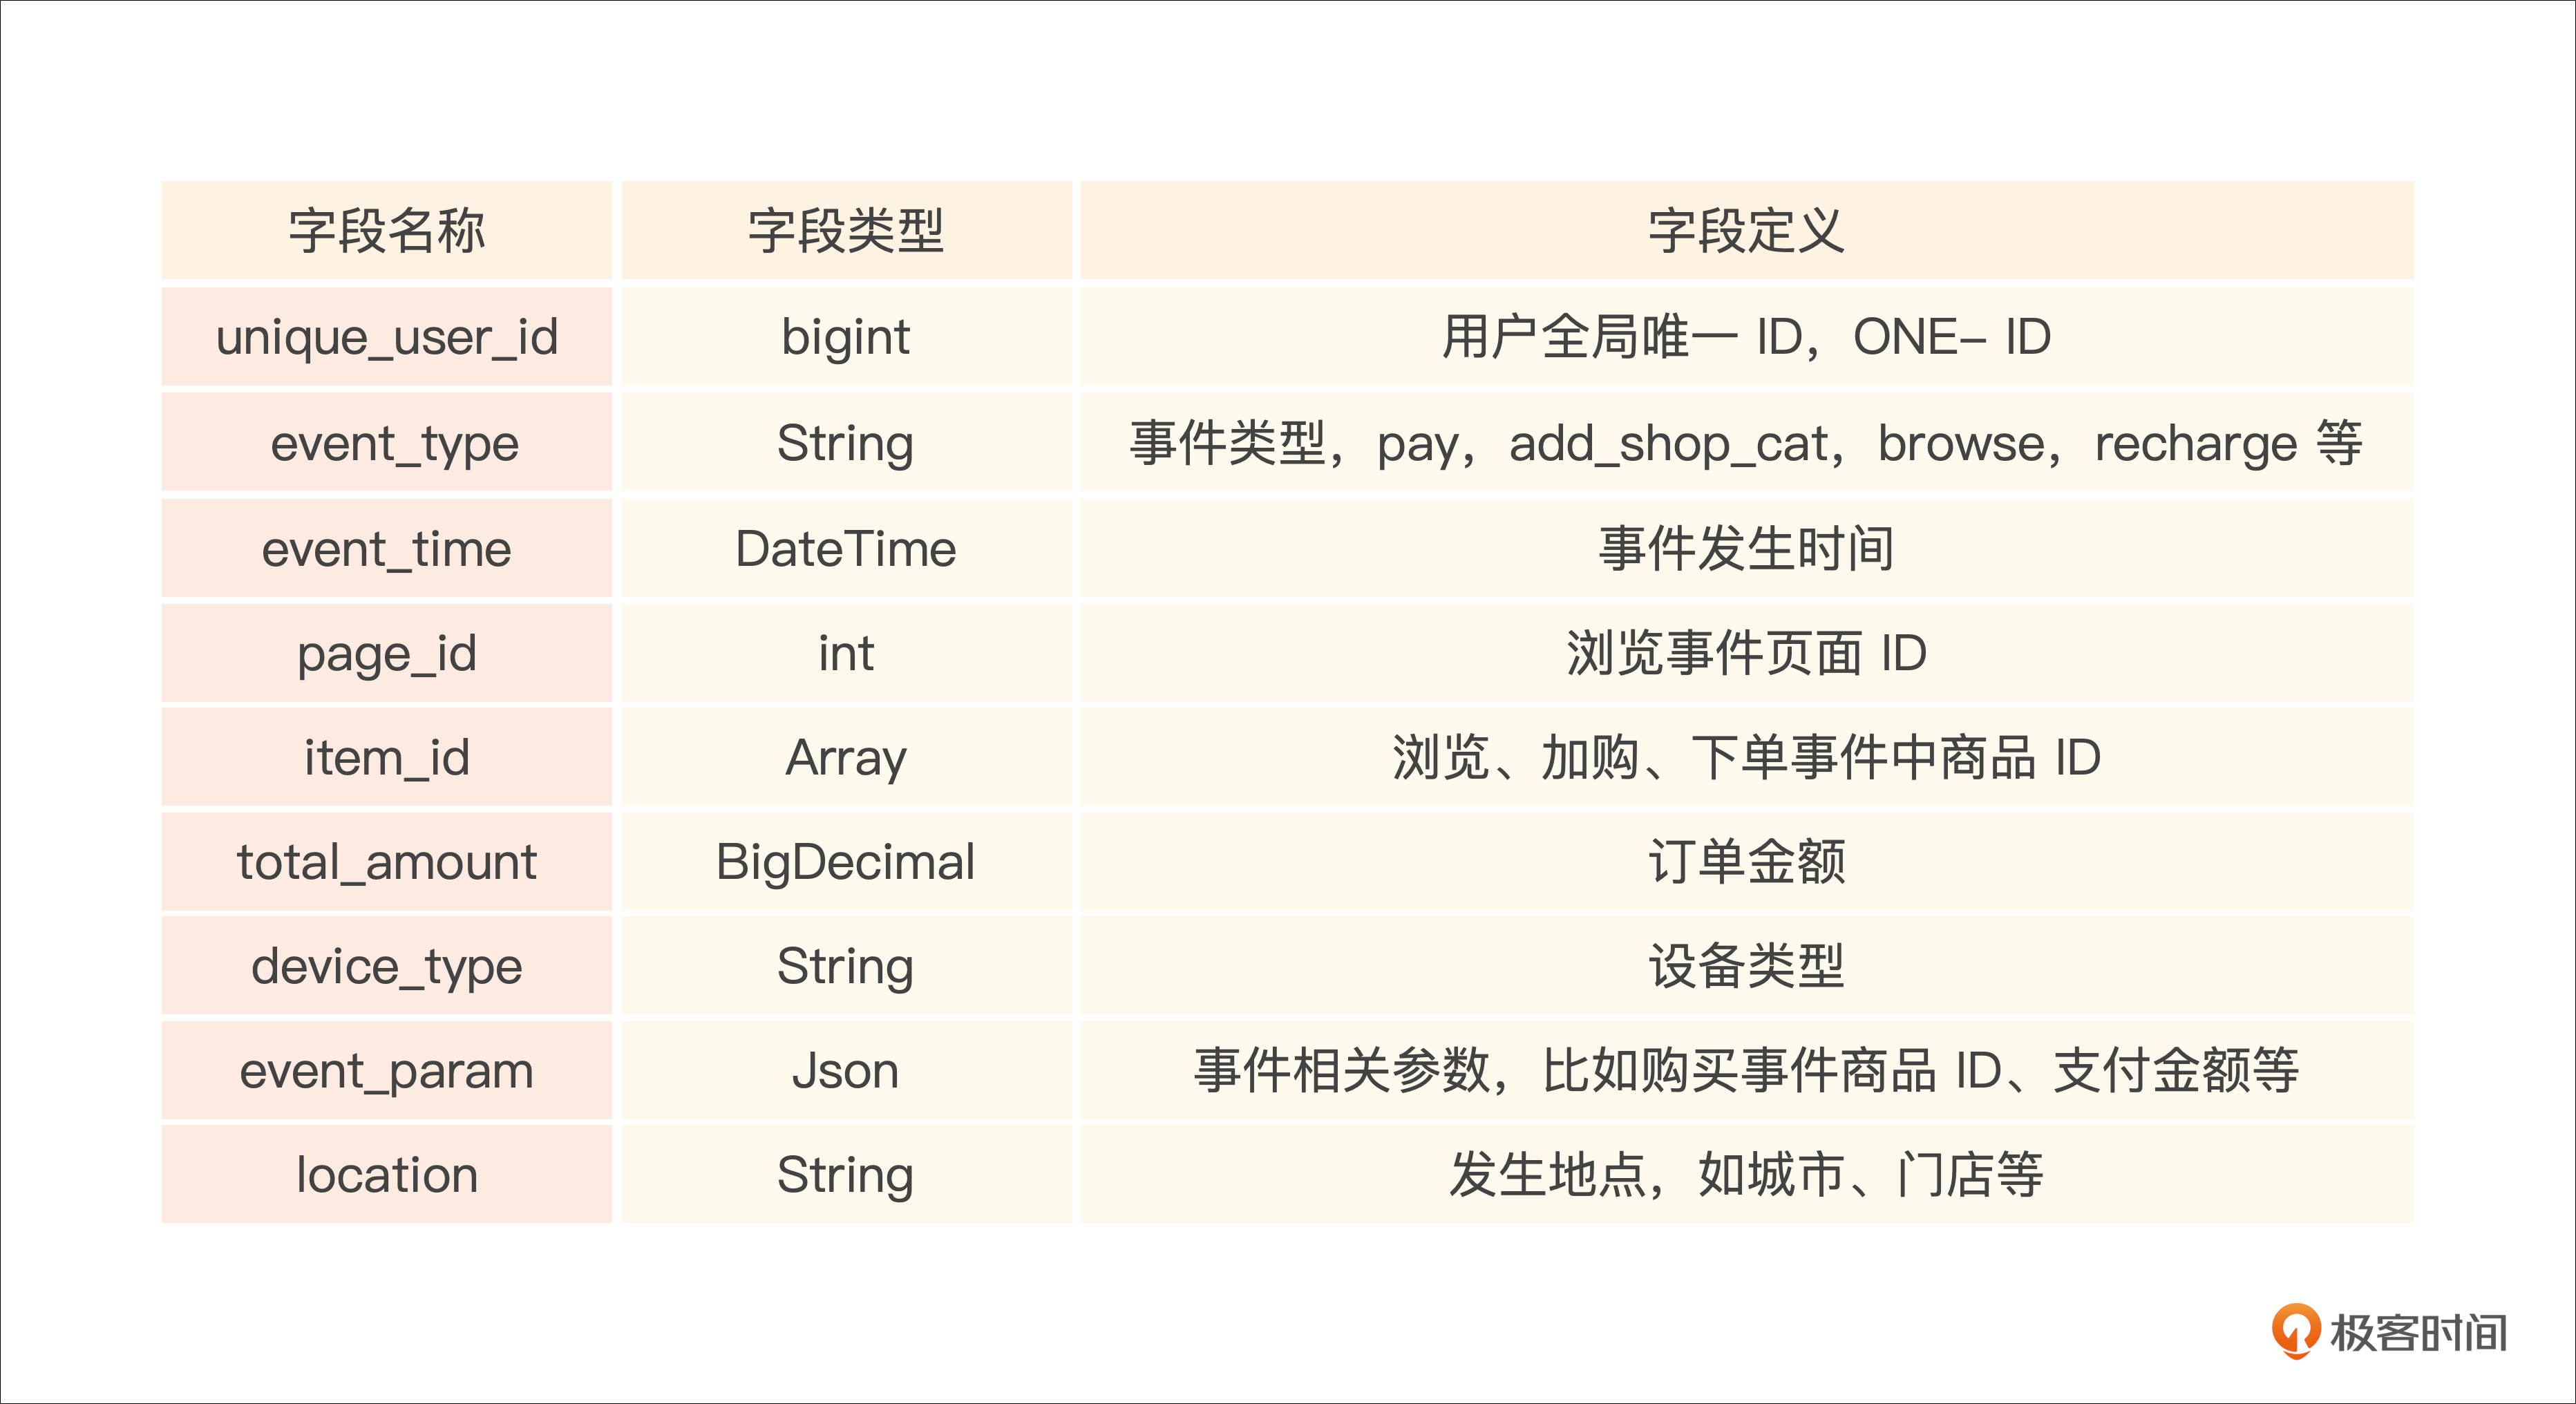 字段名称 字段类型 字段定义
unique_user_id bigint 用户全局唯一 ID，ONE- ID
event_type String 事件类型，pay，add_shop_cat，browse，recharge 等
event_time DateTime 事件发生时间
page_id int 浏览事件页面 ID
item_id Array 浏览、加购、下单事件中商品 ID
total_amount BigDecimal 订单金额
device_type String 设备类型
event_param Json 事件相关参数，比如购买事件商品 ID、支付金额等
location String 发生地点，如城市、门店等
极客时间